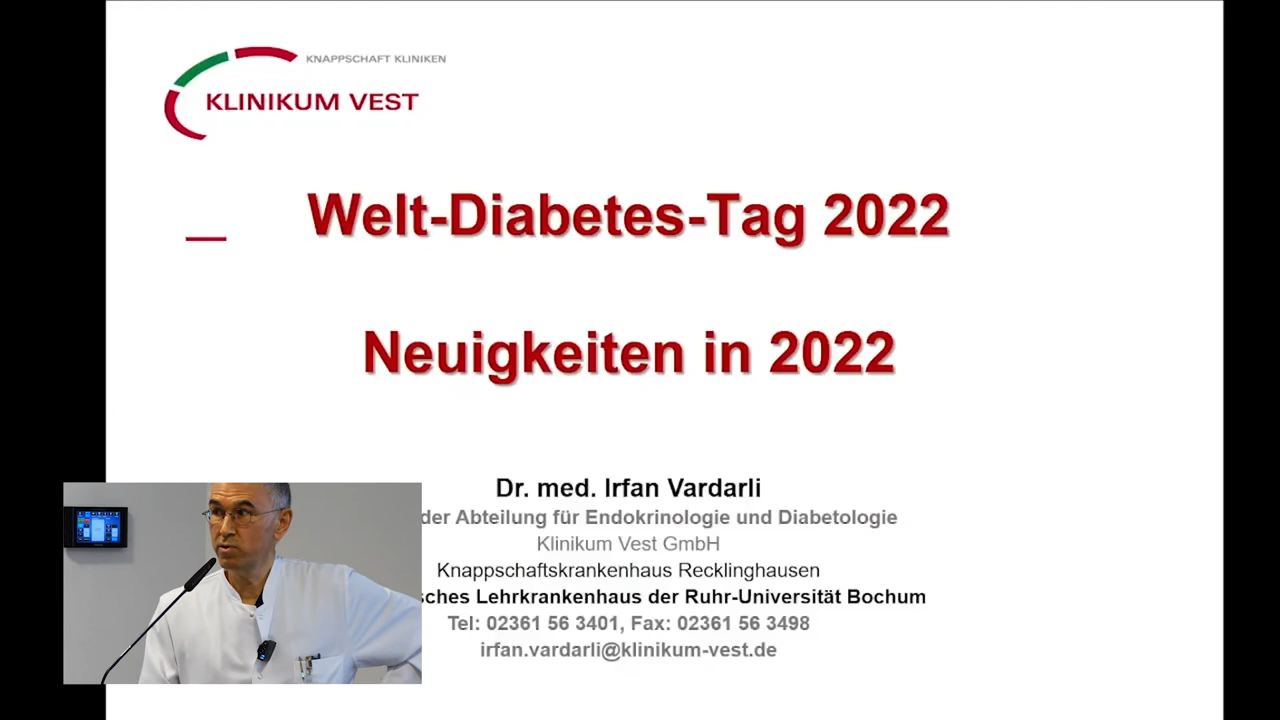 KNAPPSCHAFT KLINIKEN
KLINIKUM VEST
Welt-Diabetes-Tag 2022
Neuigkeiten in 2022
Dr. med. Irfan Vardarli
der Abteilung für Endokrinologie und Diabetologie
Klinikum Vest GmbH
Knappschaftskrankenhaus Recklinghausen
sches Lehrkrankenhaus der Ruhr-Universität Bochum
Tel: 02361 56 3401, Fax: 02361 56 3498
irfan.vardarli@klinikum-vest.de